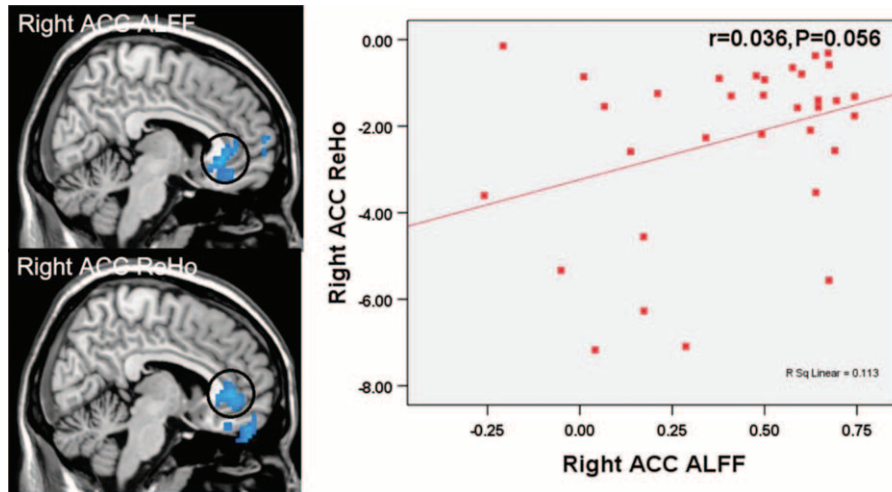 Right ACC ALFF
Right ACC ReHo
r=0.036,P=0.056
0.00
-2.00
-4.00
-6.00
-8.00
Right ACC ReHo
R Sq Linear = 0.113
-0.25
0.00
0.25
0.50
0.75
Right ACC ALFF